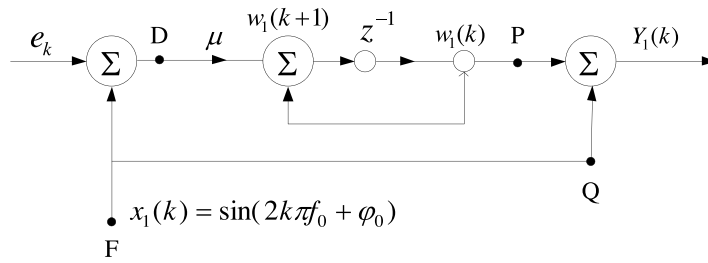 w₁(k+1)
e_k D μ z⁻¹ w₁(k) P Y₁(k)
Σ Σ Σ
Q
x₁(k) = sin(2kπf₀ + φ₀)
F